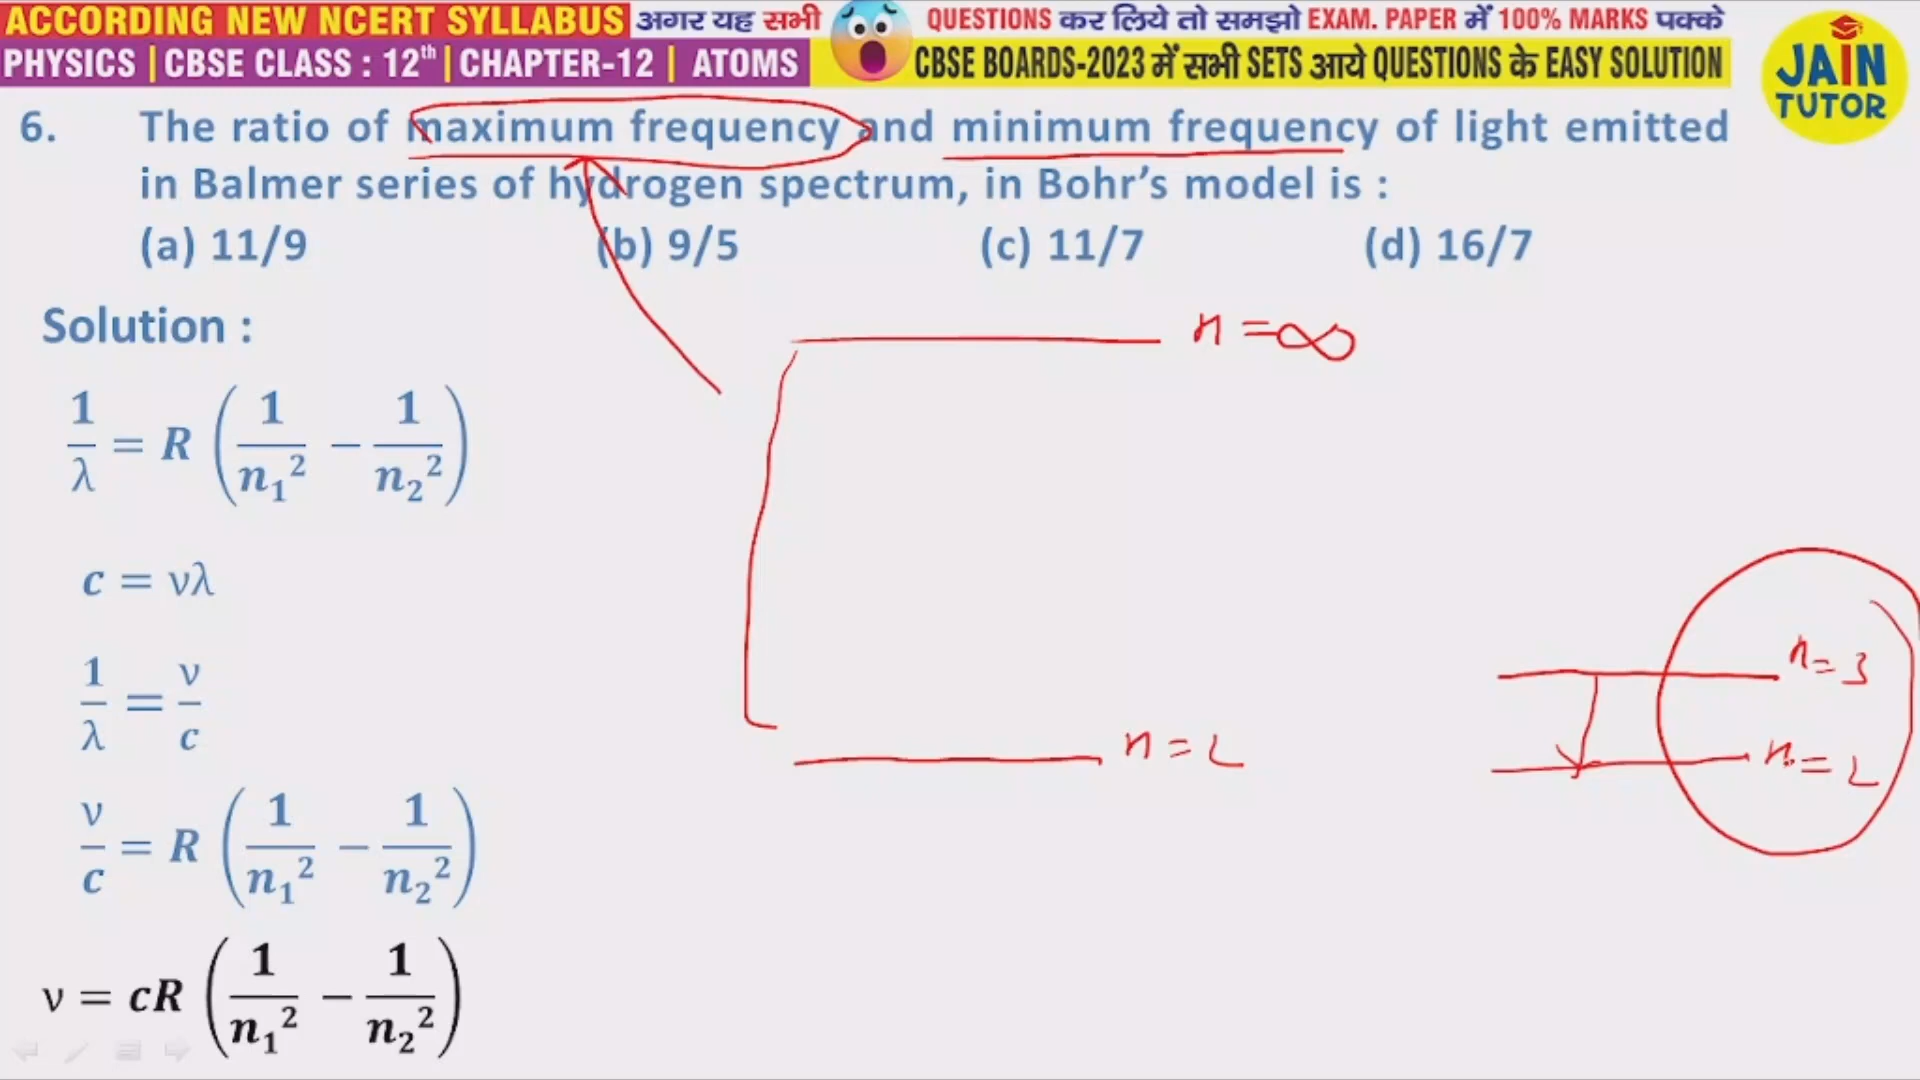 ACCORDING NEW NCERT SYLLABUS अगर यह सभी QUESTIONS कर लिये तो समझो EXAM. PAPER में 100% MARKS पक्के
PHYSICS | CBSE CLASS : 12th | CHAPTER-12 | ATOMS CBSE BOARDS-2023 में सभी SETS आये QUESTIONS के EASY SOLUTION
JAIN
TUTOR
6. The ratio of maximum frequency and minimum frequency of light emitted
in Balmer series of hydrogen spectrum, in Bohr’s model is :
(a) 11/9 (b) 9/5 (c) 11/7 (d) 16/7
Solution :
n = ∞
1/λ = R (1/n₁² − 1/n₂²)
c = νλ
n = 3
1/λ = ν/c
n = 2
n = 2
ν/c = R (1/n₁² − 1/n₂²)
ν = cR (1/n₁² − 1/n₂²)